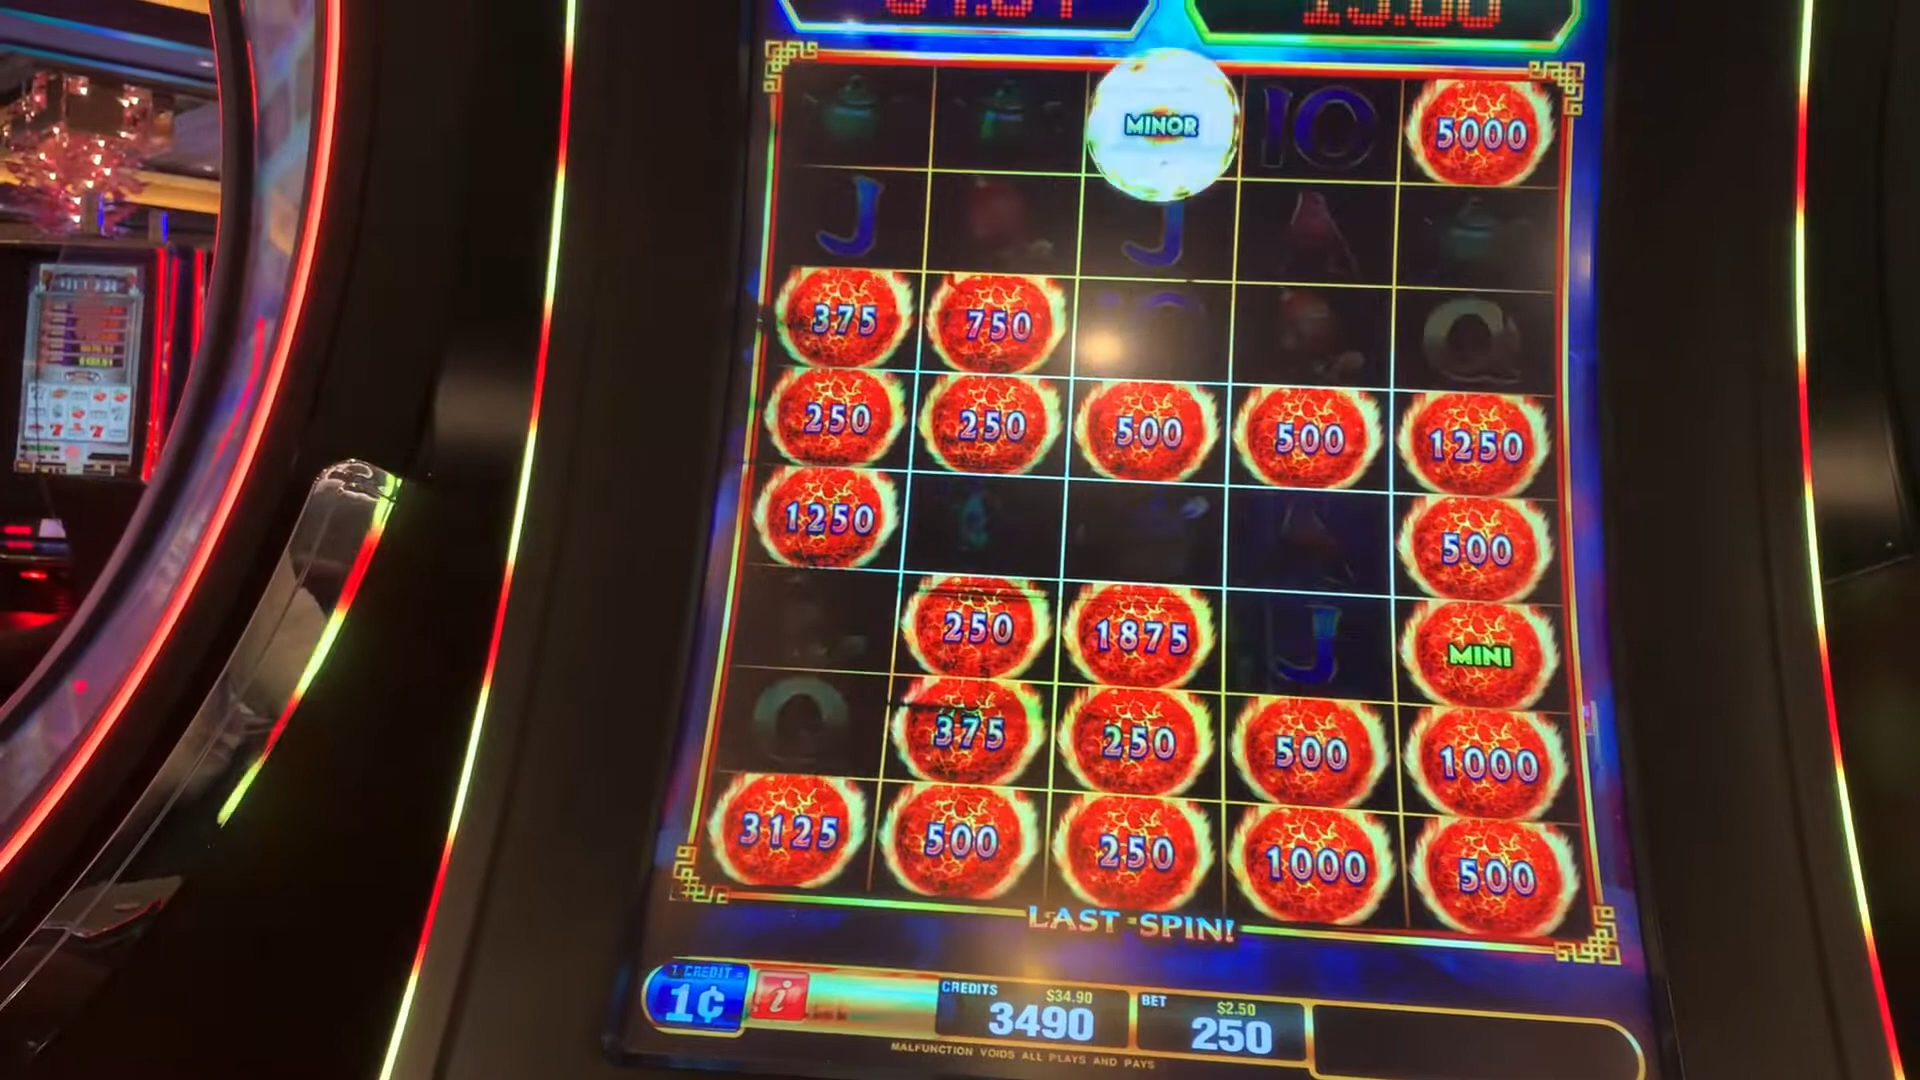 MINOR 10 5000
J J
375 750 Q
250 250 500 500 1250
1250 500
250 1875 J MINI
Q 375 250 500 1000
3125 500 250 1000 500
LAST SPIN!
1 CREDIT =
1¢
i
CREDITS $34.90
3490
BET $2.50
250
MALFUNCTION VOIDS ALL PLAYS AND PAYS